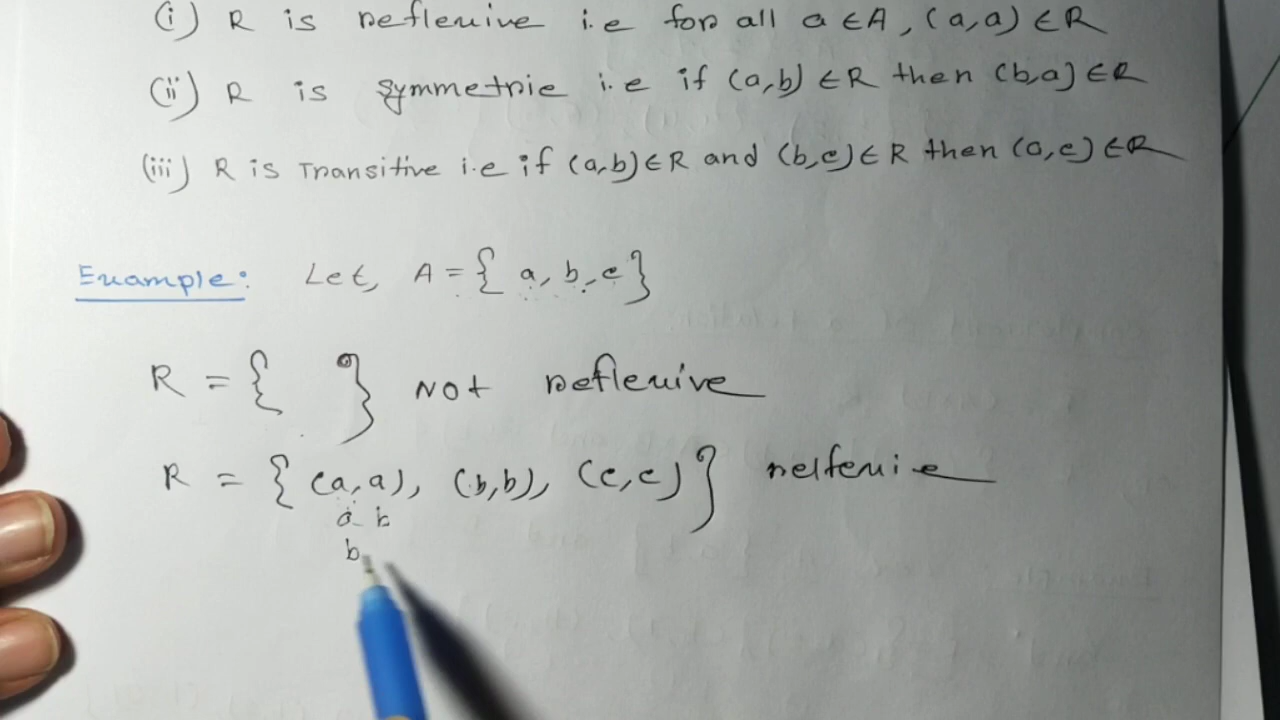 (i) R is reflexive i.e for all a ∈ A, (a,a) ∈ R
(ii) R is symmetric i.e if (a,b) ∈ R then (b,a) ∈ R
(iii) R is Transitive i.e if (a,b) ∈ R and (b,c) ∈ R then (a,c) ∈ R
Example: Let, A = { a, b, c }
R = { } Not reflexive
R = { (a,a), (b,b), (c,c) } relfexie
a b
b